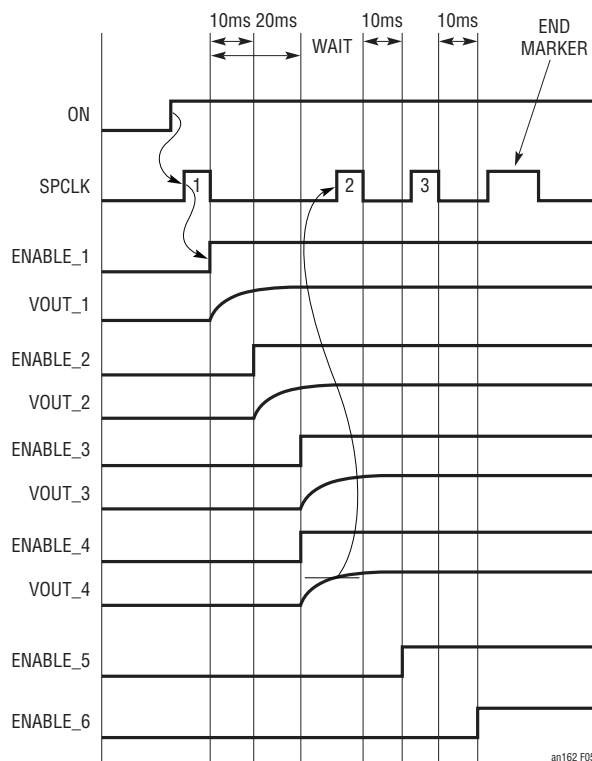 10ms 20ms 10ms 10ms END
WAIT MARKER
ON
SPCLK 1 2 3
ENABLE_1
VOUT_1
ENABLE_2
VOUT_2
ENABLE_3
VOUT_3
ENABLE_4
VOUT_4
ENABLE_5
ENABLE_6
an162 F05